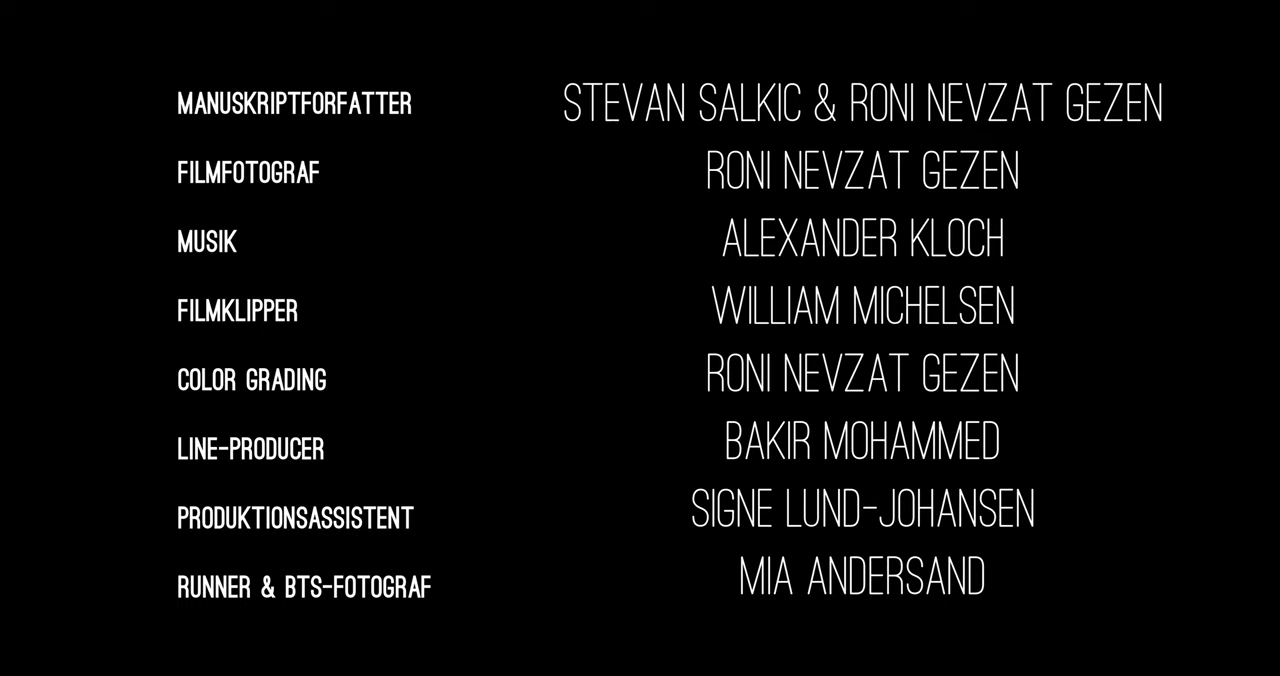 MANUSKRIPTFORFATTER STEVAN SALKIC & RONI NEVZAT GEZEN
FILMFOTOGRAF RONI NEVZAT GEZEN
MUSIK ALEXANDER KLOCH
FILMKLIPPER WILLIAM MICHELSEN
COLOR GRADING RONI NEVZAT GEZEN
LINE-PRODUCER BAKIR MOHAMMED
PRODUKTIONSASSISTENT SIGNE LUND-JOHANSEN
RUNNER & BTS-FOTOGRAF MIA ANDERSAND